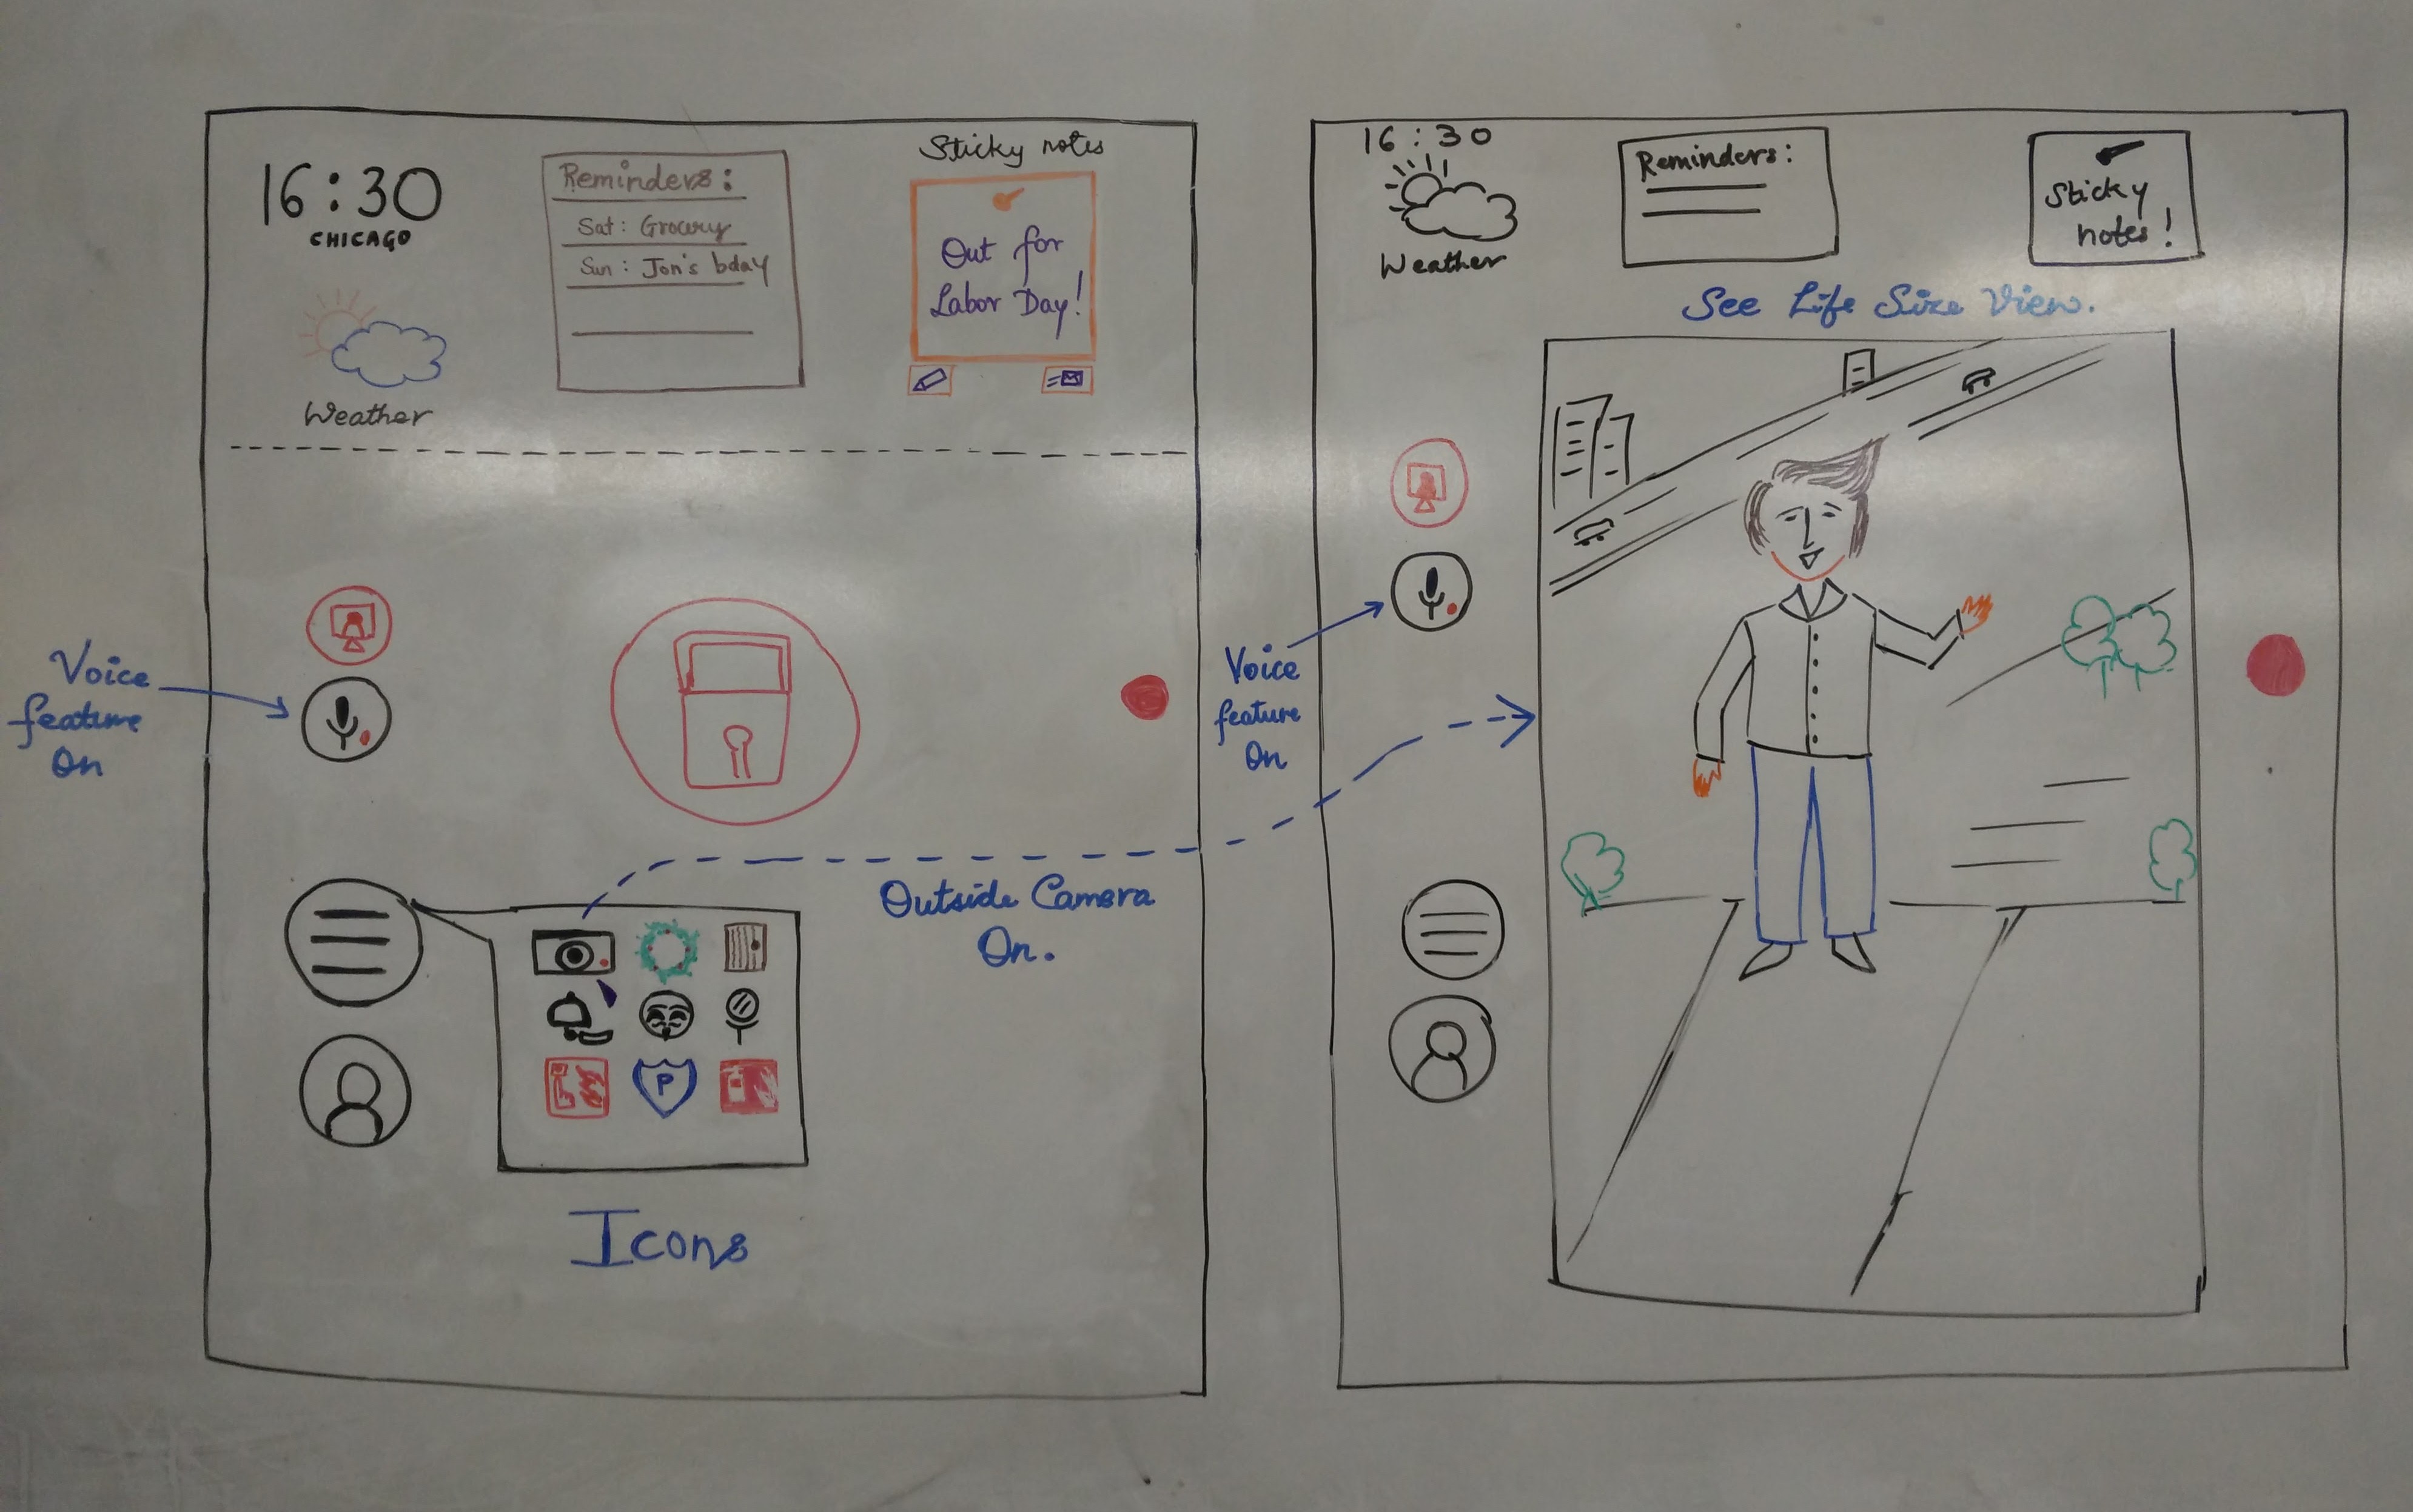 16:30
CHICAGO
Weather
Reminders:
Sat: Grocery
Sun: Jon's bday
Sticky notes
Out for
Labor Day!
Voice
feature
On
Outside Camera
On.
P
Icons
16:30
Weather
Reminders:
Sticky
notes!
See Life Size View.
Voice
feature
On